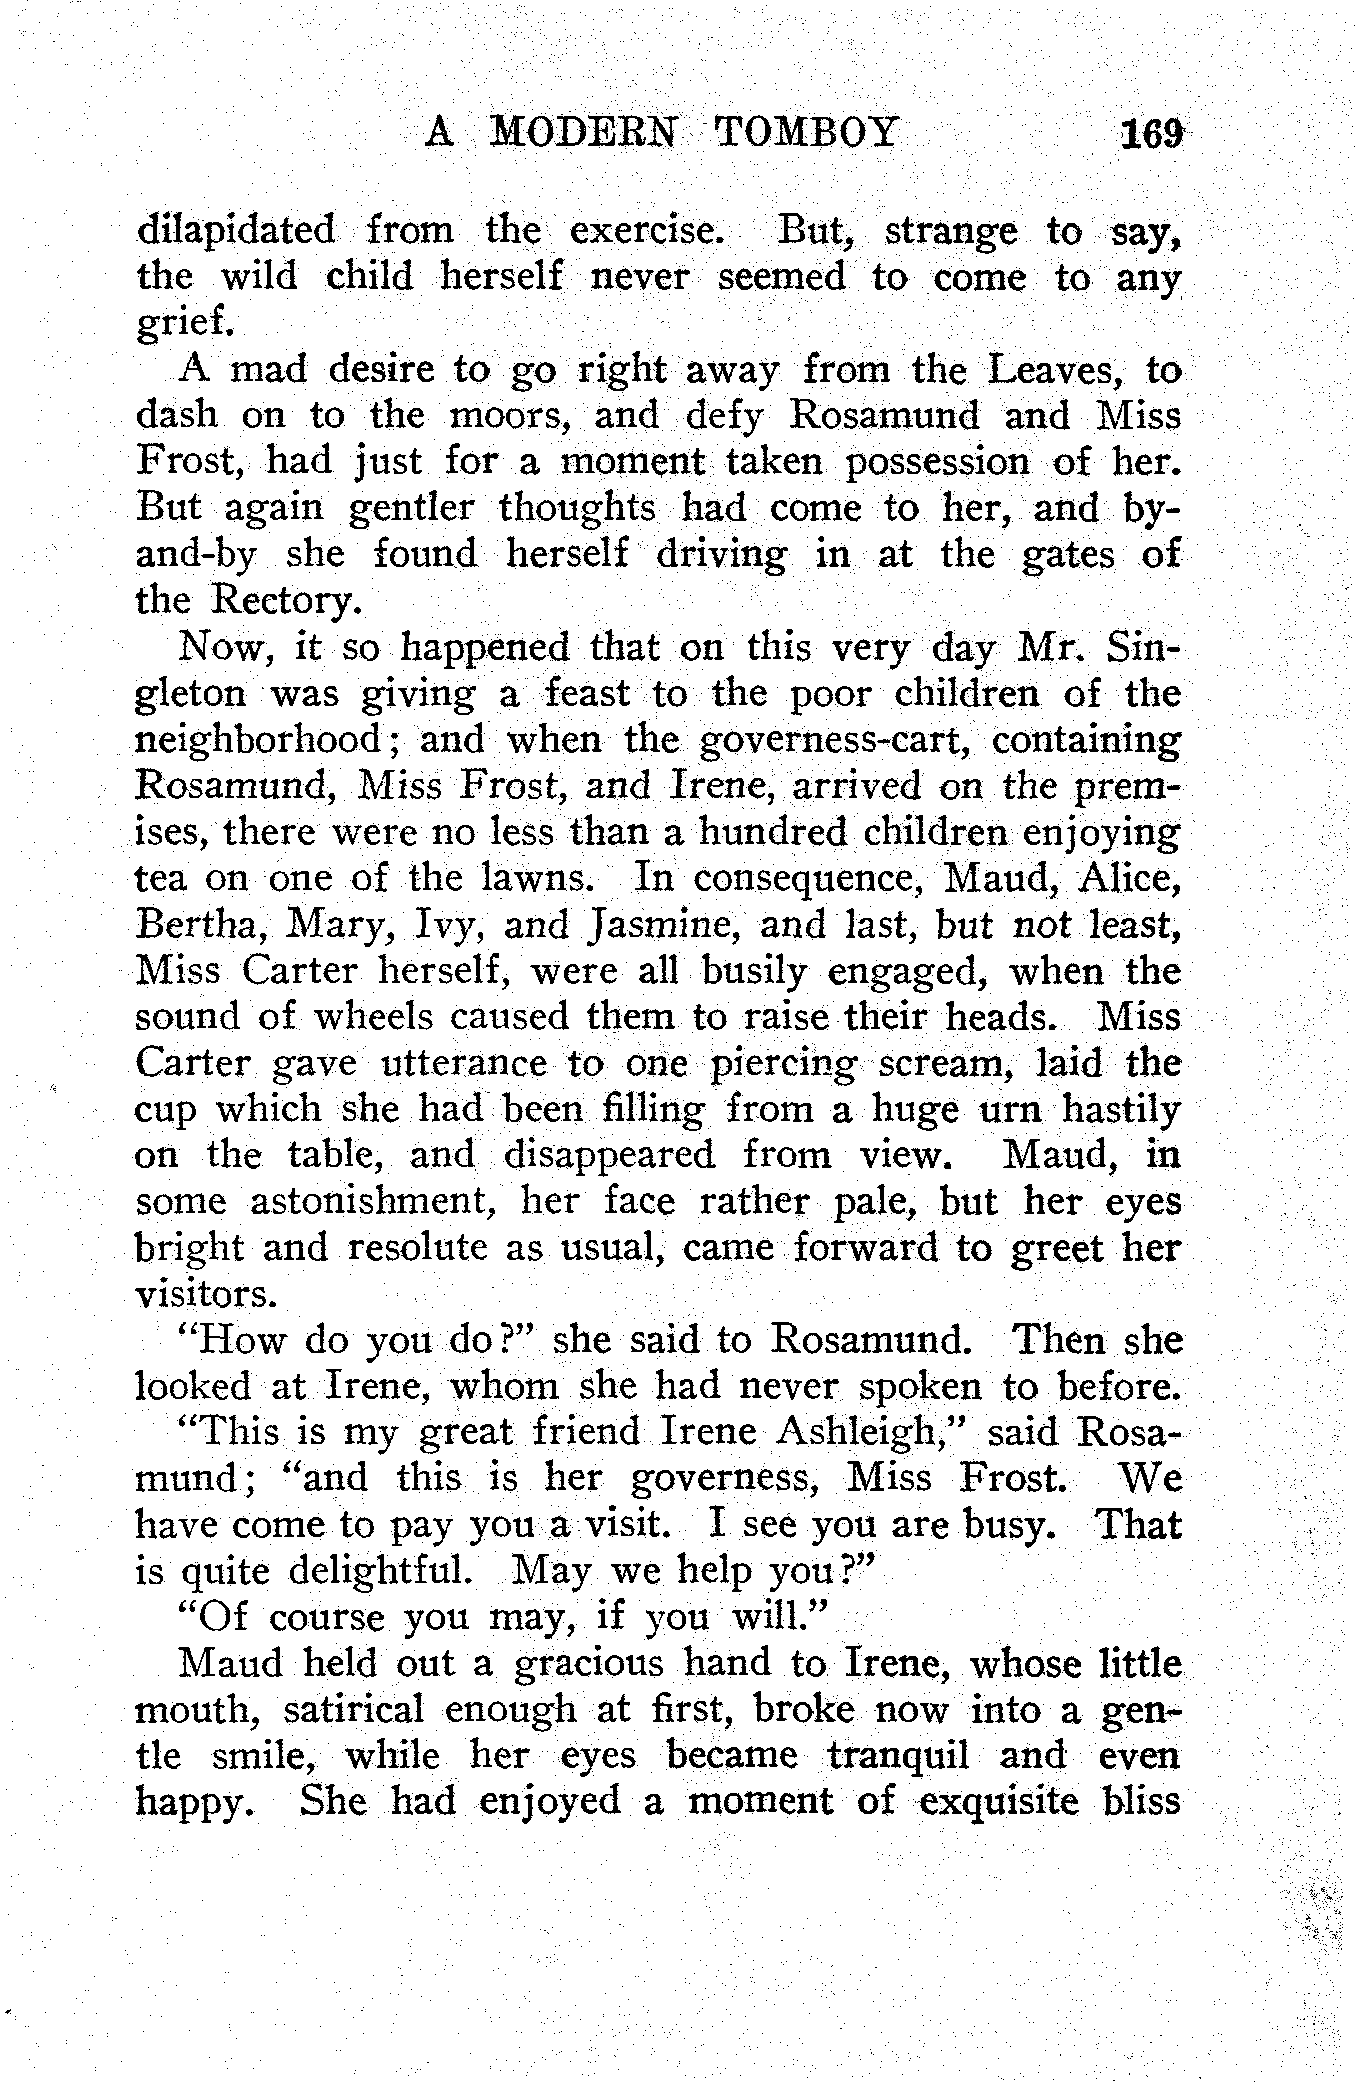 A MODERN TOMBOY 169
dilapidated from the exercise. But, strange to say,
the wild child herself never seemed to come to any
grief.
A mad desire to go right away from the Leaves, to
dash on to the moors, and defy Rosamund and Miss
Frost, had just for a moment taken possession of her.
But again gentler thoughts had come to her, and by-
and-by she found herself driving in at the gates of
the Rectory.
Now, it so happened that on this very day Mr. Sin-
gleton was giving a feast to the poor children of the
neighborhood; and when the governess-cart, containing
Rosamund, Miss Frost, and Irene, arrived on the prem-
ises, there were no less than a hundred children enjoying
tea on one of the lawns. In consequence, Maud, Alice,
Bertha, Mary, Ivy, and Jasmine, and last, but not least,
Miss Carter herself, were all busily engaged, when the
sound of wheels caused them to raise their heads. Miss
Carter gave utterance to one piercing scream, laid the
cup which she had been filling from a huge urn hastily
on the table, and disappeared from view. Maud, in
some astonishment, her face rather pale, but her eyes
bright and resolute as usual, came forward to greet her
visitors.
“How do you do?” she said to Rosamund. Then she
looked at Irene, whom she had never spoken to before.
“This is my great friend Irene Ashleigh,” said Rosa-
mund; “and this is her governess, Miss Frost. We
have come to pay you a visit. I see you are busy. That
is quite delightful. May we help you?”
“Of course you may, if you will.”
Maud held out a gracious hand to Irene, whose little
mouth, satirical enough at first, broke now into a gen-
tle smile, while her eyes became tranquil and even
happy. She had enjoyed a moment of exquisite bliss